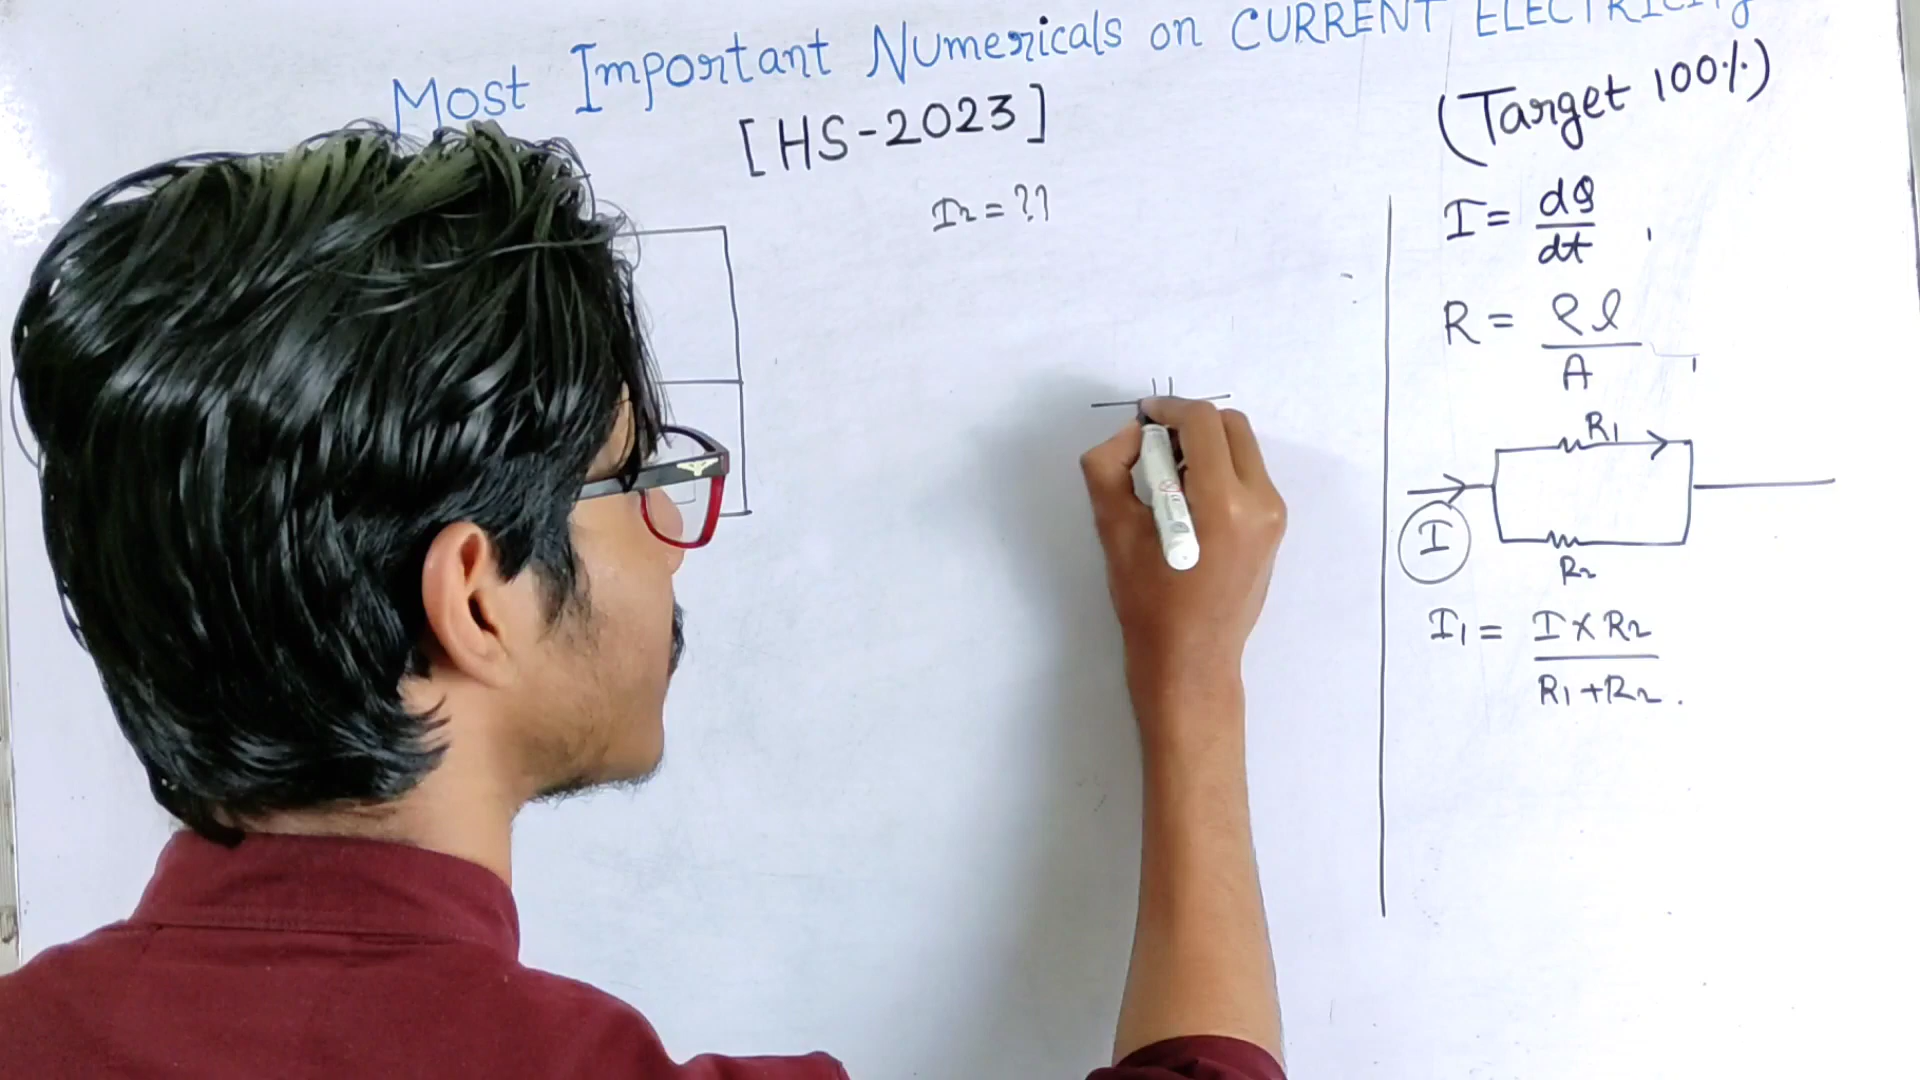 Most Important Numericals on CURRENT ELECTRICITY
[HS-2023]
(Target 100%)
I₂ = ??
I = dQ/dt
R = ρl/A
R₁
I
R₂
I₁ = I × R₂
R₁ + R₂.